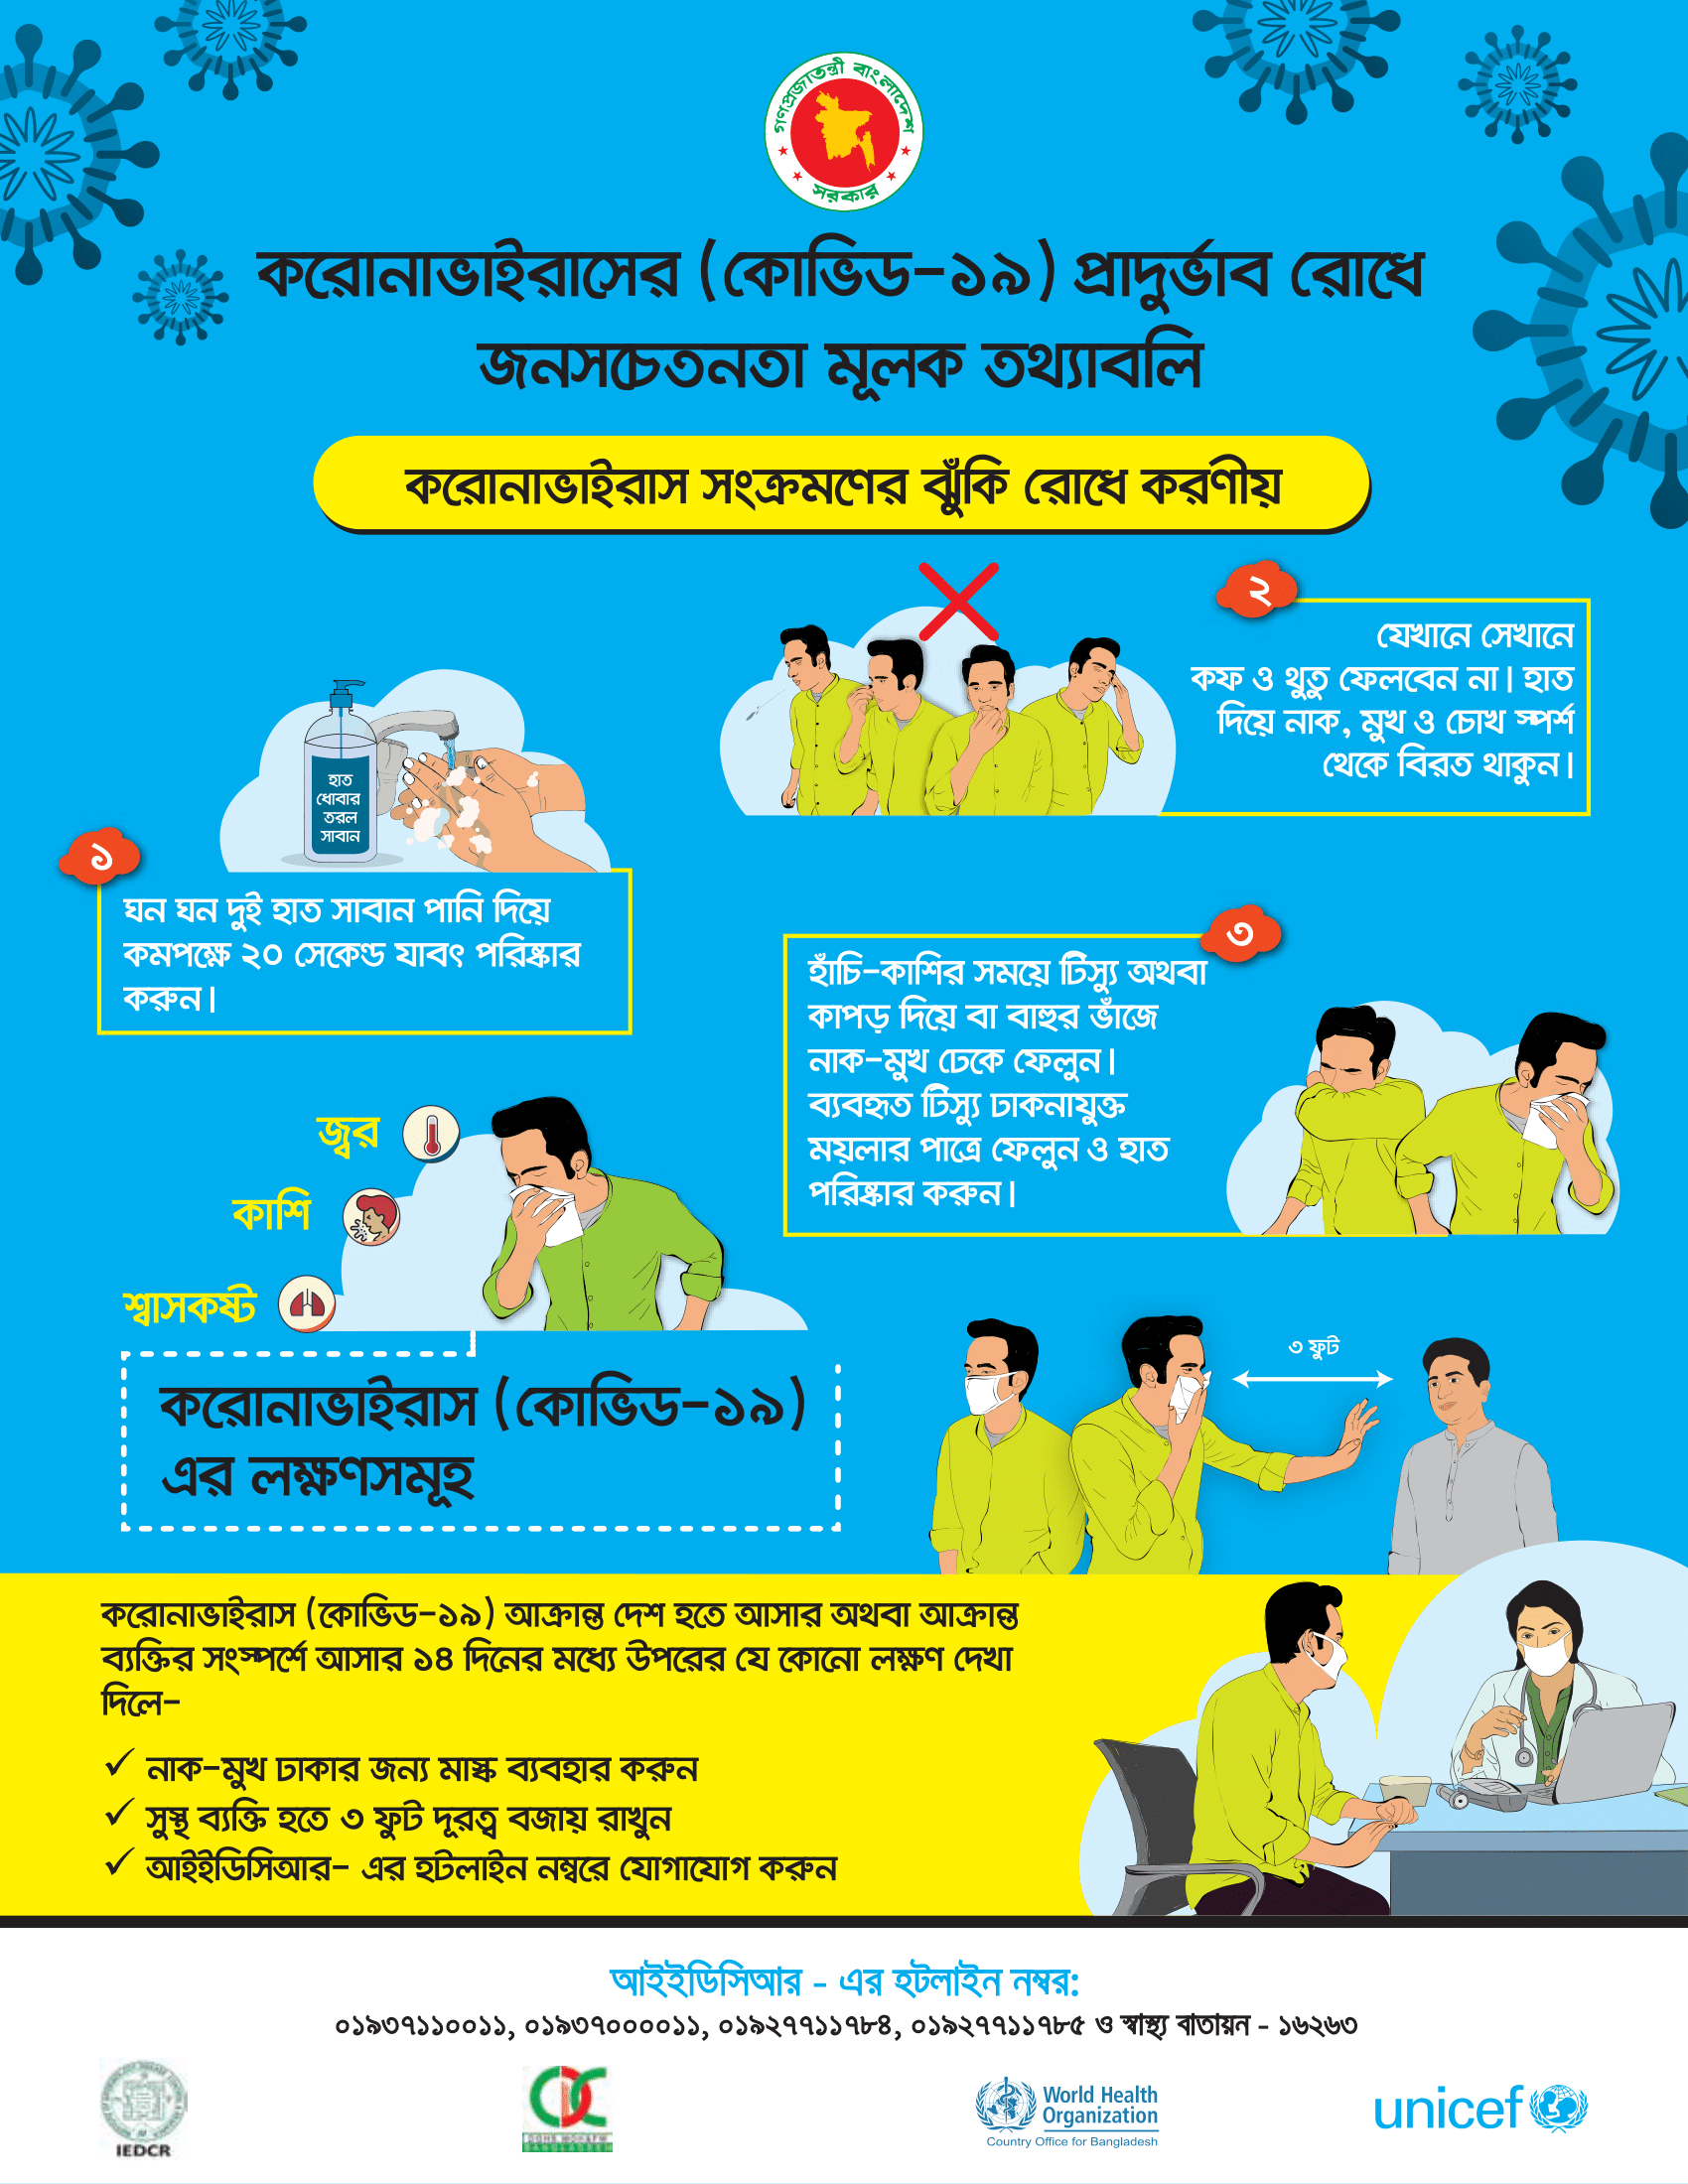 গণপ্রজাতন্ত্রী বাংলাদেশ
সরকার
করোনাভাইরাসের (কোভিড-১৯) প্রাদুর্ভাব রোধে
জনসচেতনতা মূলক তথ্যাবলি
করোনাভাইরাস সংক্রমণের ঝুঁকি রোধে করণীয়
হাত
ধোবার
তরল
সাবান
১
ঘন ঘন দুই হাত সাবান পানি দিয়ে
কমপক্ষে ২০ সেকেন্ড যাবৎ পরিষ্কার
করুন।
২
যেখানে সেখানে
কফ ও থুতু ফেলবেন না। হাত
দিয়ে নাক, মুখ ও চোখ স্পর্শ
থেকে বিরত থাকুন।
৩
হাঁচি-কাশির সময়ে টিস্যু অথবা
কাপড় দিয়ে বা বাহুর ভাঁজে
নাক-মুখ ঢেকে ফেলুন।
ব্যবহৃত টিস্যু ঢাকনাযুক্ত
ময়লার পাত্রে ফেলুন ও হাত
পরিষ্কার করুন।
জ্বর
কাশি
শ্বাসকষ্ট
করোনাভাইরাস (কোভিড-১৯)
এর লক্ষণসমূহ
৩ ফুট
করোনাভাইরাস (কোভিড-১৯) আক্রান্ত দেশ হতে আসার অথবা আক্রান্ত
ব্যক্তির সংস্পর্শে আসার ১৪ দিনের মধ্যে উপরের যে কোনো লক্ষণ দেখা
দিলে-
✓ নাক-মুখ ঢাকার জন্য মাস্ক ব্যবহার করুন
✓ সুস্থ ব্যক্তি হতে ৩ ফুট দূরত্ব বজায় রাখুন
✓ আইইডিসিআর- এর হটলাইন নম্বরে যোগাযোগ করুন
আইইডিসিআর - এর হটলাইন নম্বর:
০১৯৩৭১১০০১১, ০১৯৩৭০০০০১১, ০১৯২৭৭১১৭৮৪, ০১৯২৭৭১১৭৮৫ ও স্বাস্থ্য বাতায়ন - ১৬২৬৩
IEDCR
CDC
BANGLADESH
World Health
Organization
Country Office for Bangladesh
unicef